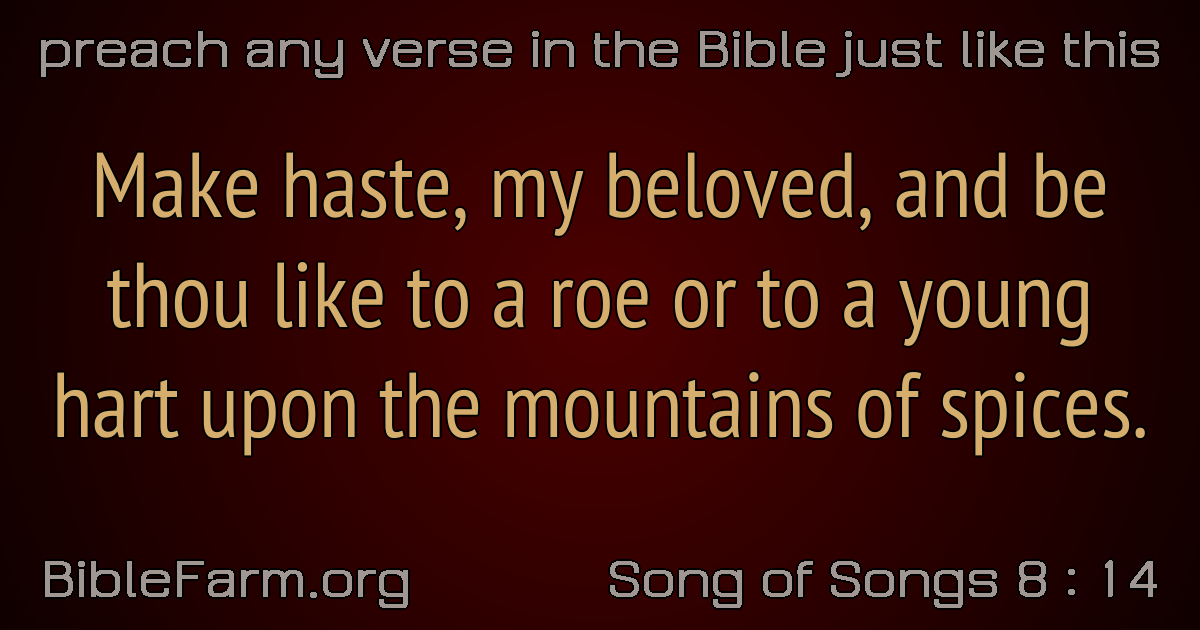 preach any verse in the Bible just like this
Make haste, my beloved, and be
thou like to a roe or to a young
hart upon the mountains of spices.
BibleFarm.org
Song of Songs 8 : 14